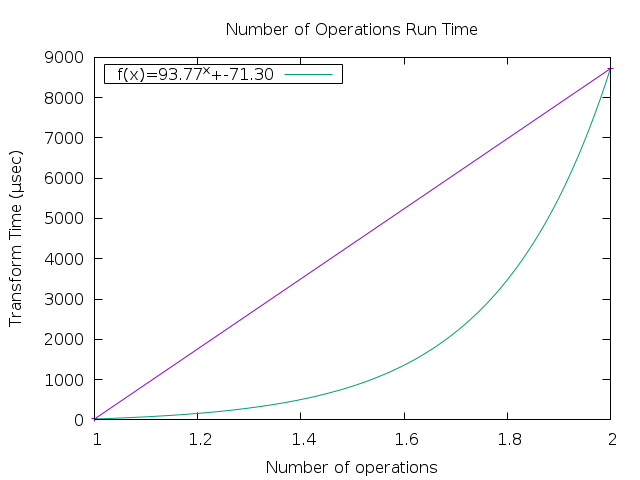 Number of Operations Run Time
f(x)=93.77ˣ+-71.30
Transform Time (µsec)
9000
8000
7000
6000
5000
4000
3000
2000
1000
0
1 1.2 1.4 1.6 1.8 2
Number of operations